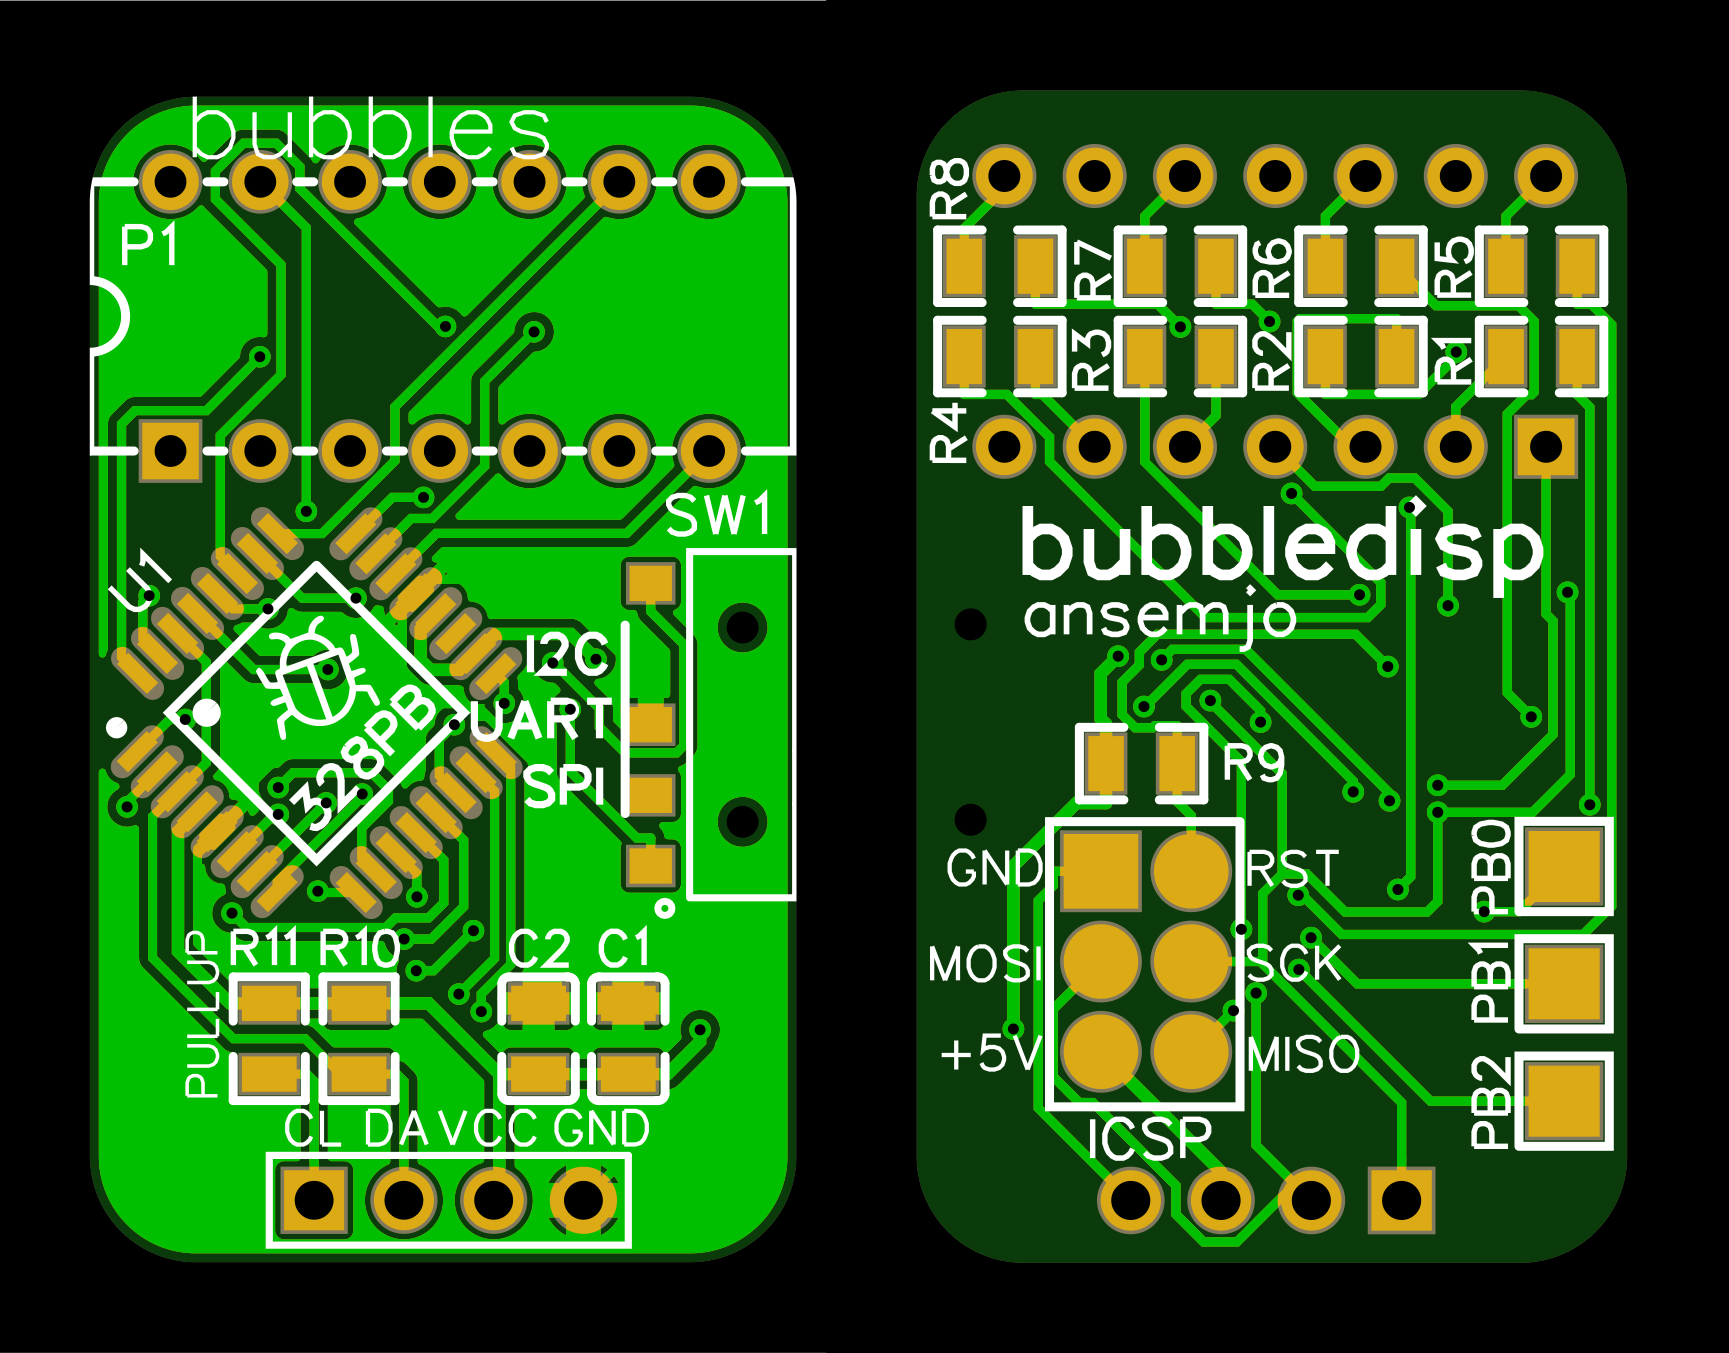 bubbles
P1
SW1
U1
I2C
UART
SPI
328PB
R11 R10 C2 C1
PULLUP
CL DA VCC GND
R8
R7 R6 R5
R3 R2 R1
R4
bubbledisp
ansemjo
R9
GND RST
MOSI SCK
+5V MISO
ICSP
PB0
PB1
PB2